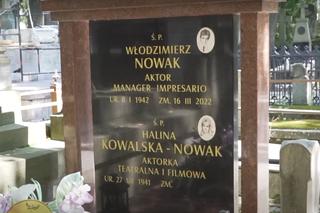 Ś. P.
WŁODZIMIERZ
NOWAK
AKTOR
MANAGER IMPRESARIO
UR. 8 I 1942 ZM. 16 III 2022
Ś. P.
HALINA
KOWALSKA - NOWAK
AKTORKA
TEATRALNA I FILMOWA
UR. 27 1941 ZM.